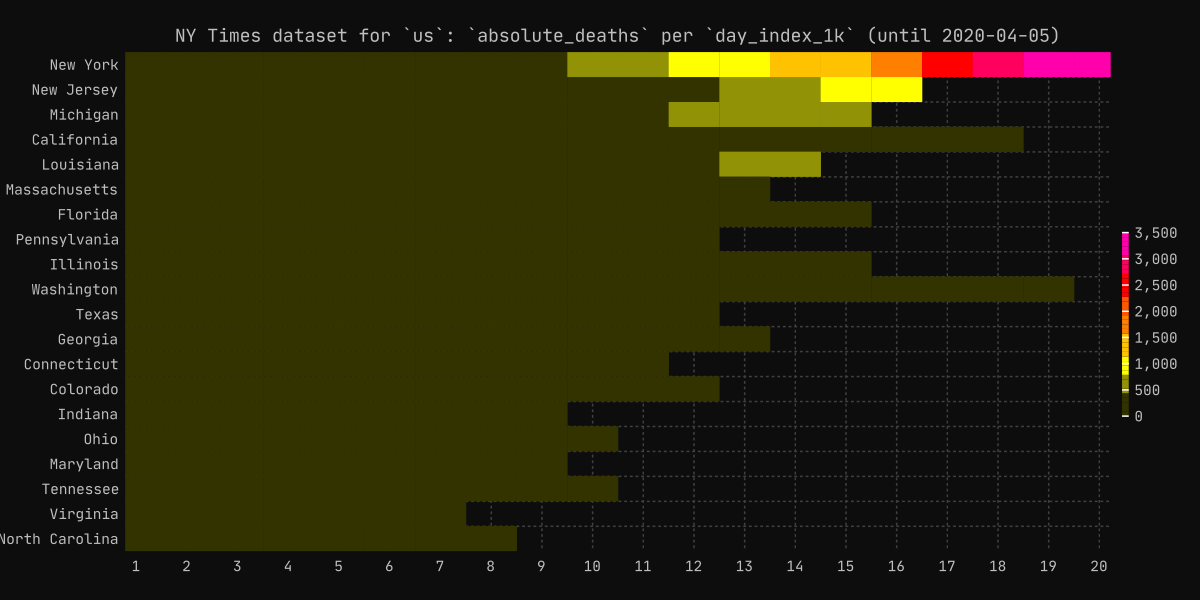 NY Times dataset for `us`: `absolute_deaths` per `day_index_1k` (until 2020-04-05)
New York
New Jersey
Michigan
California
Louisiana
Massachusetts
Florida
Pennsylvania
Illinois
Washington
Texas
Georgia
Connecticut
Colorado
Indiana
Ohio
Maryland
Tennessee
Virginia
North Carolina
1 2 3 4 5 6 7 8 9 10 11 12 13 14 15 16 17 18 19 20
3,500
3,000
2,500
2,000
1,500
1,000
500
0